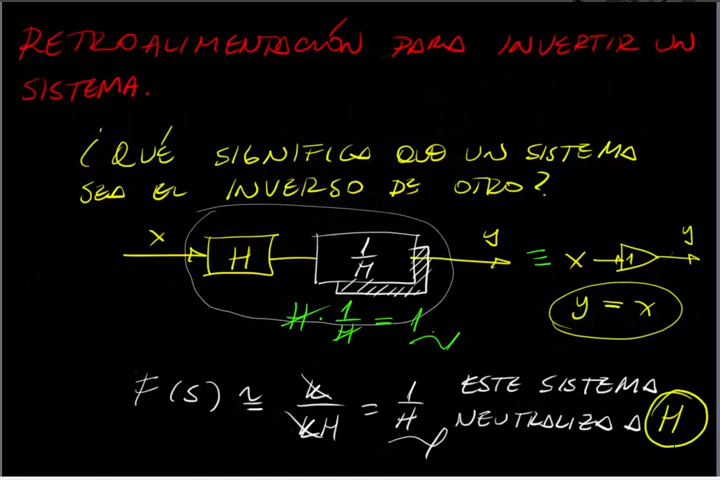 RETROALIMENTACIÓN PARA INVERTIR UN
SISTEMA.
¿QUÉ SIGNIFICA QUE UN SISTEMA
SEA EL INVERSO DE OTRO?
x H 1/H y ≡ x 1 y
H · 1/H = 1
y = x
F(S) ≅ k/kH = 1/H ESTE SISTEMA
NEUTRALIZA A H